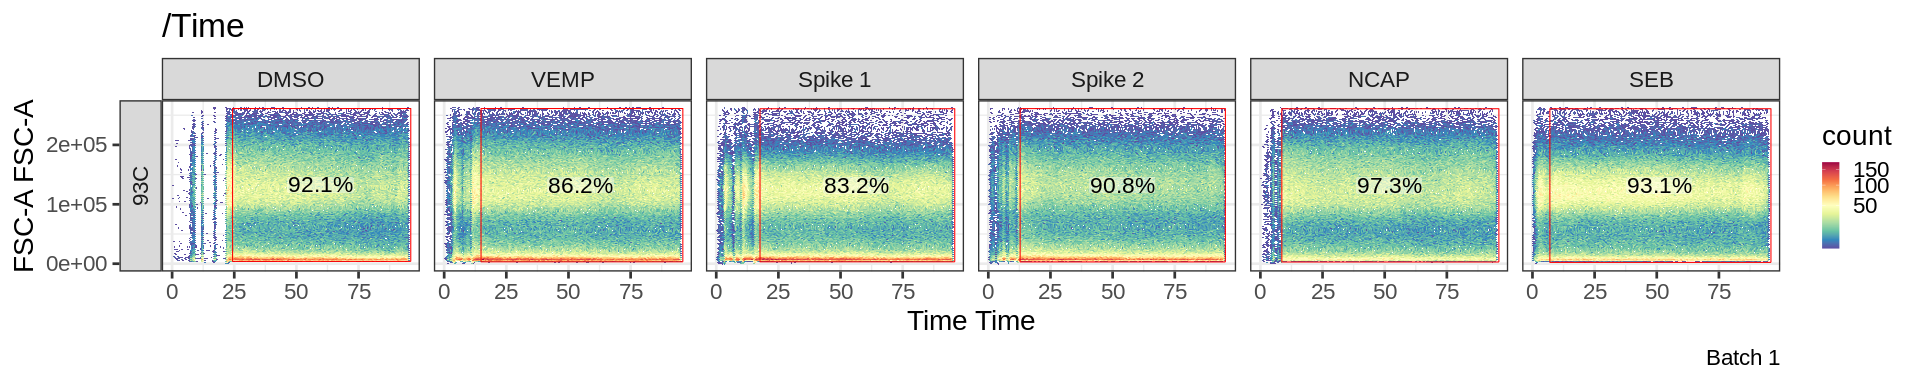 /Time
DMSO VEMP Spike 1 Spike 2 NCAP SEB
FSC-A FSC-A
93C
2e+05
1e+05
0e+00
92.1% 86.2% 83.2% 90.8% 97.3% 93.1%
0 25 50 75 0 25 50 75 0 25 50 75 0 25 50 75 0 25 50 75 0 25 50 75
Time Time
count
150
100
50
Batch 1